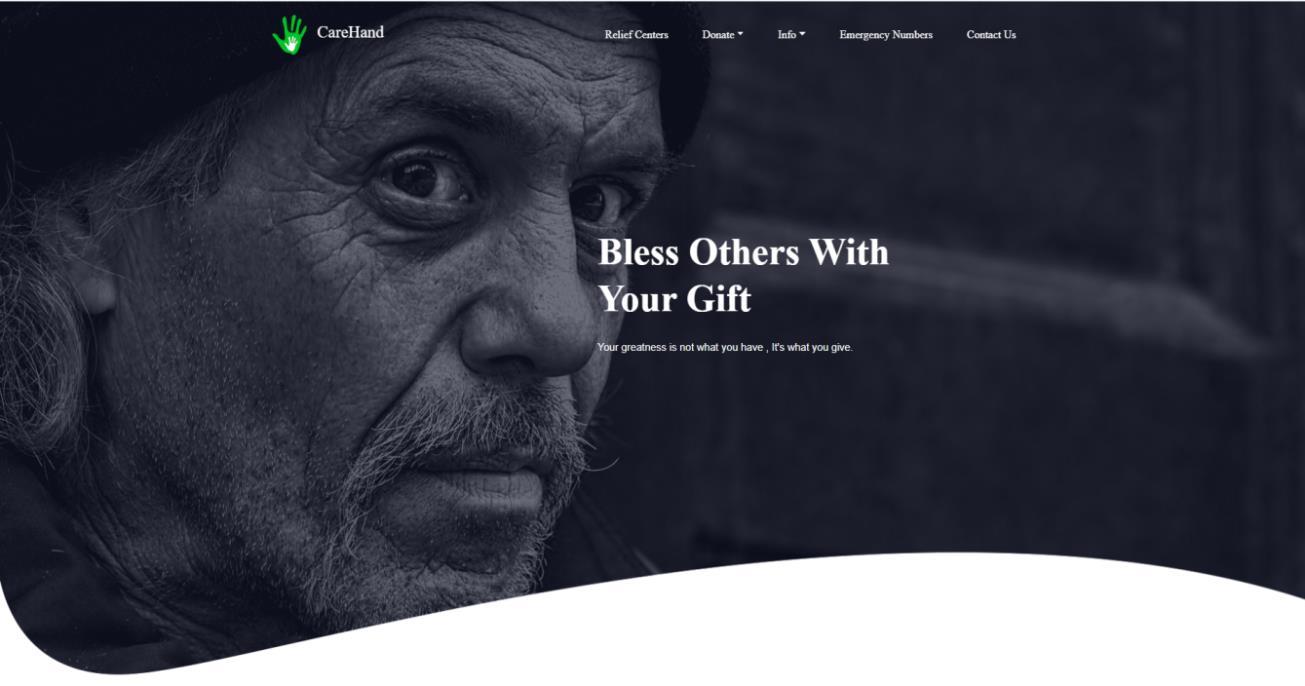 CareHand
Relief Centers
Donate
Info
Emergency Numbers
Contact Us
Bless Others With
Your Gift
Your greatness is not what you have , It's what you give.